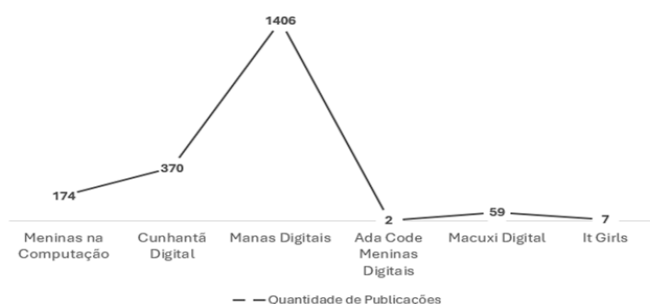 1406
370
174
2
59
7
Meninas na Computação
Cunhantã Digital
Manas Digitais
Ada Code Meninas Digitais
Macuxi Digital
It Girls
Quantidade de Publicações